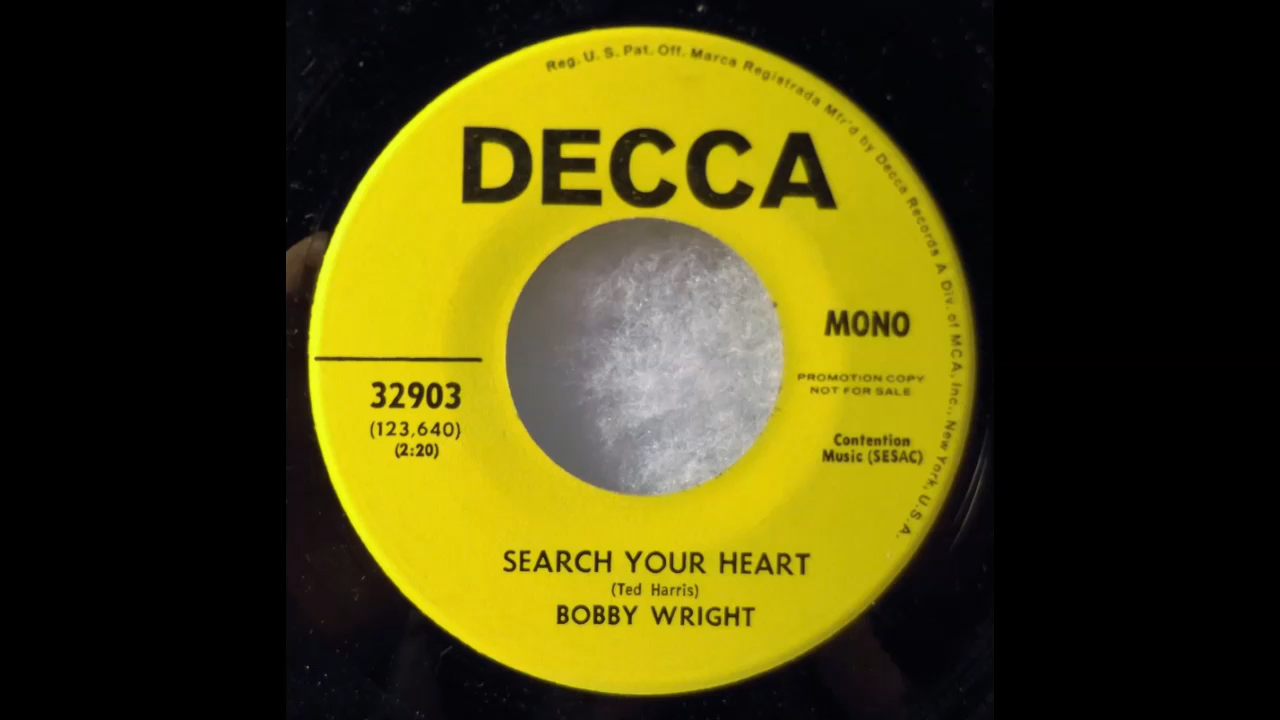 Reg. U. S. Pat. Off. Marca Registrada Mfr'd by Decca Records A Div. of MCA, Inc., New York, U.S.A.
DECCA
MONO
PROMOTION COPY
NOT FOR SALE
32903
(123,640)
(2:20)
Contention
Music (SESAC)
SEARCH YOUR HEART
(Ted Harris)
BOBBY WRIGHT